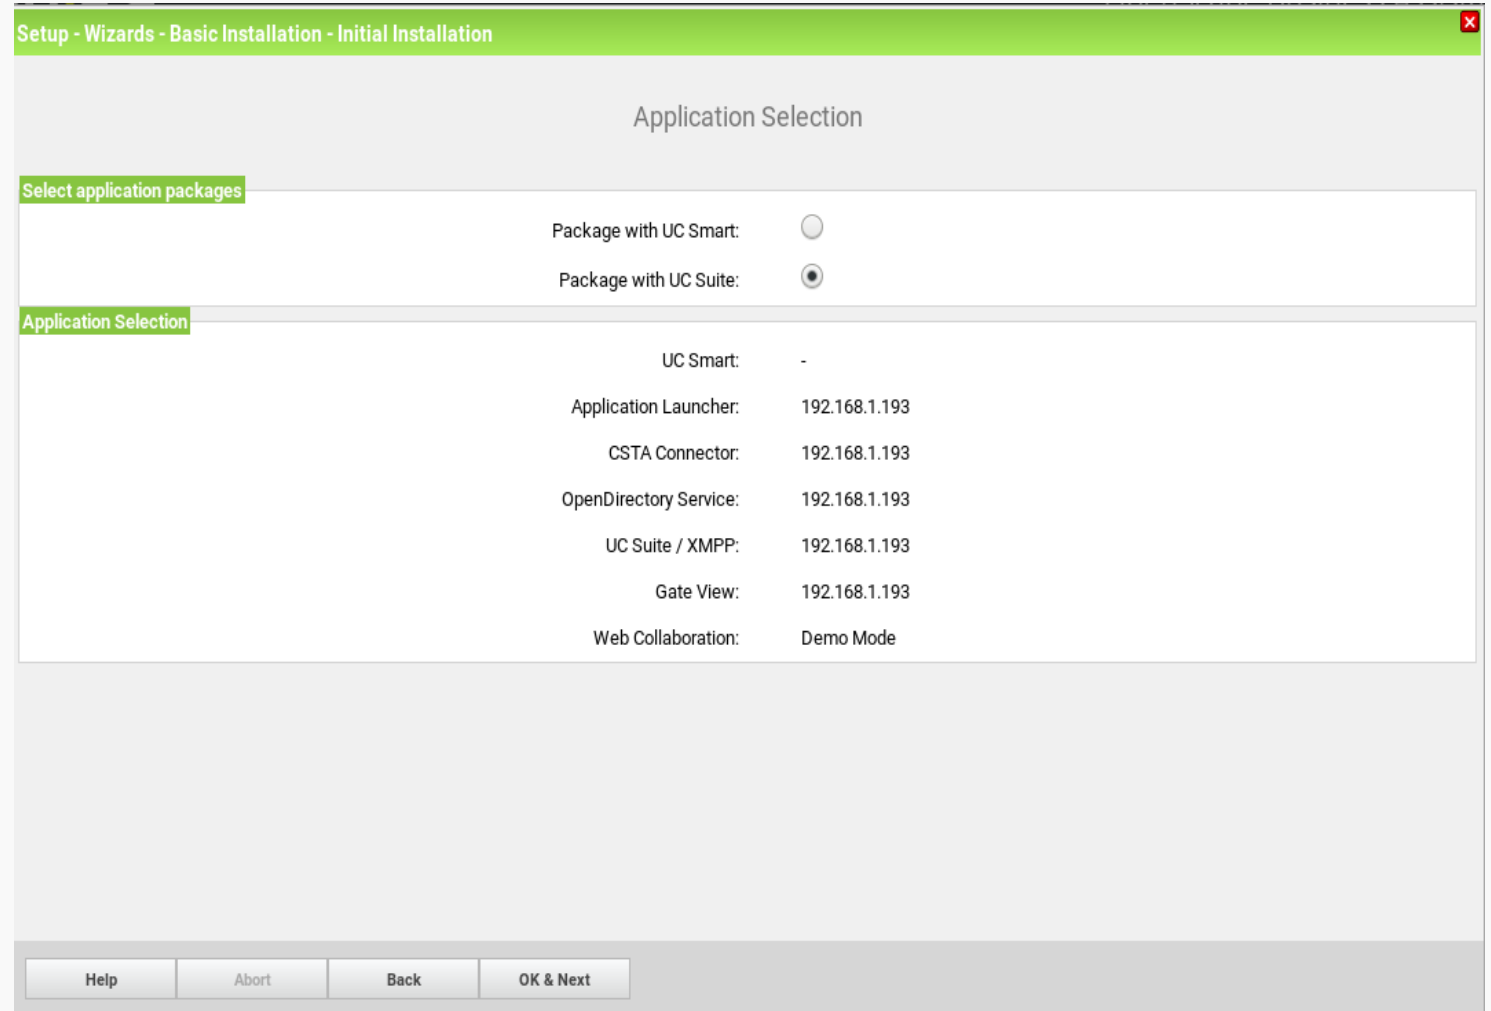 Setup - Wizards - Basic Installation - Initial Installation
Application Selection
Select application packages
Package with UC Smart:
Package with UC Suite:
Application Selection
UC Smart: -
Application Launcher: 192.168.1.193
CSTA Connector: 192.168.1.193
OpenDirectory Service: 192.168.1.193
UC Suite / XMPP: 192.168.1.193
Gate View: 192.168.1.193
Web Collaboration: Demo Mode
Help Abort Back OK & Next